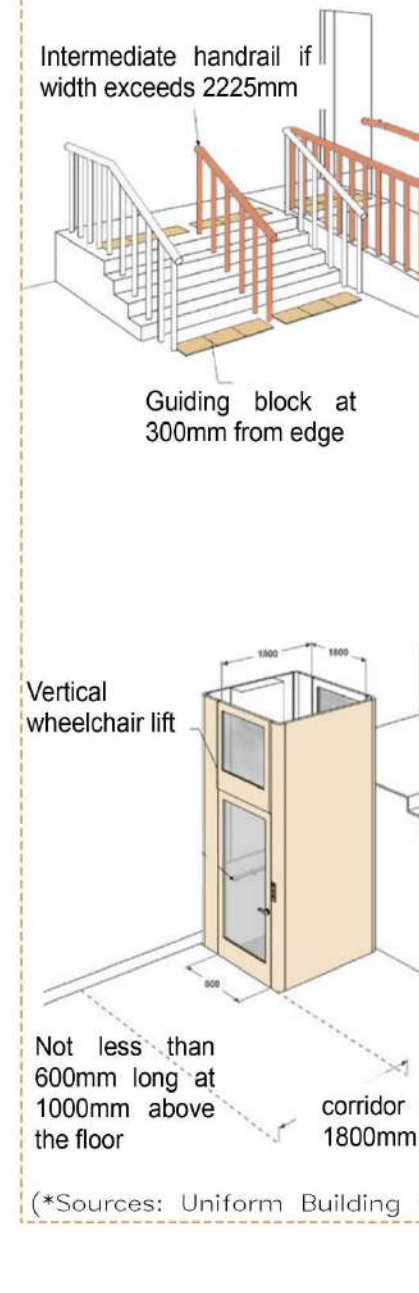 Intermediate handrail if
width exceeds 2225mm
Guiding block at
300mm from edge
1800
1800
Vertical
wheelchair lift
800
Not less than
600mm long at
1000mm above
the floor
corridor
1800mm
(*Sources: Uniform Building